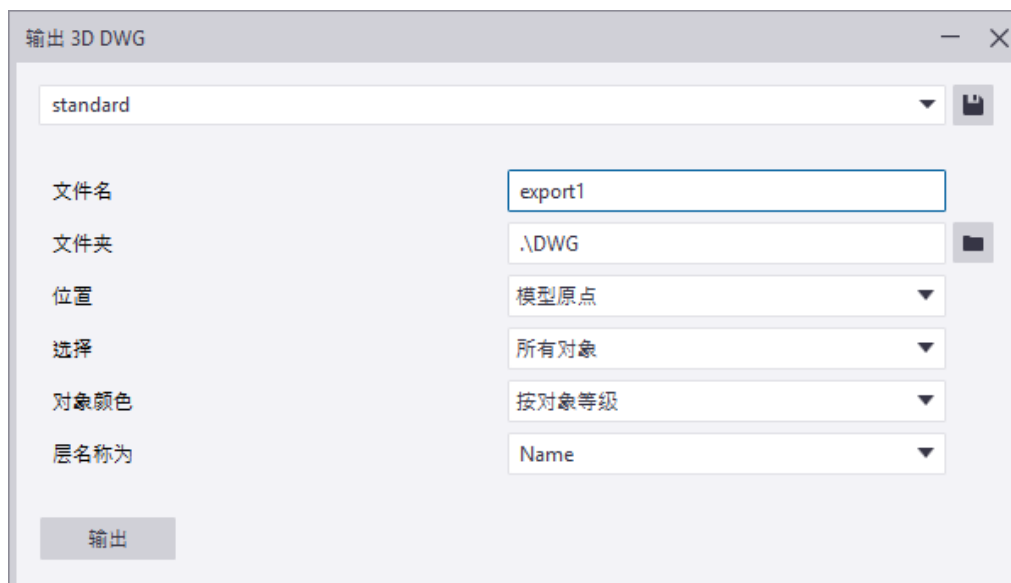 输出 3D DWG
standard
文件名 export1
文件夹 .\DWG
位置 模型原点
选择 所有对象
对象颜色 按对象等级
层名称为 Name
输出